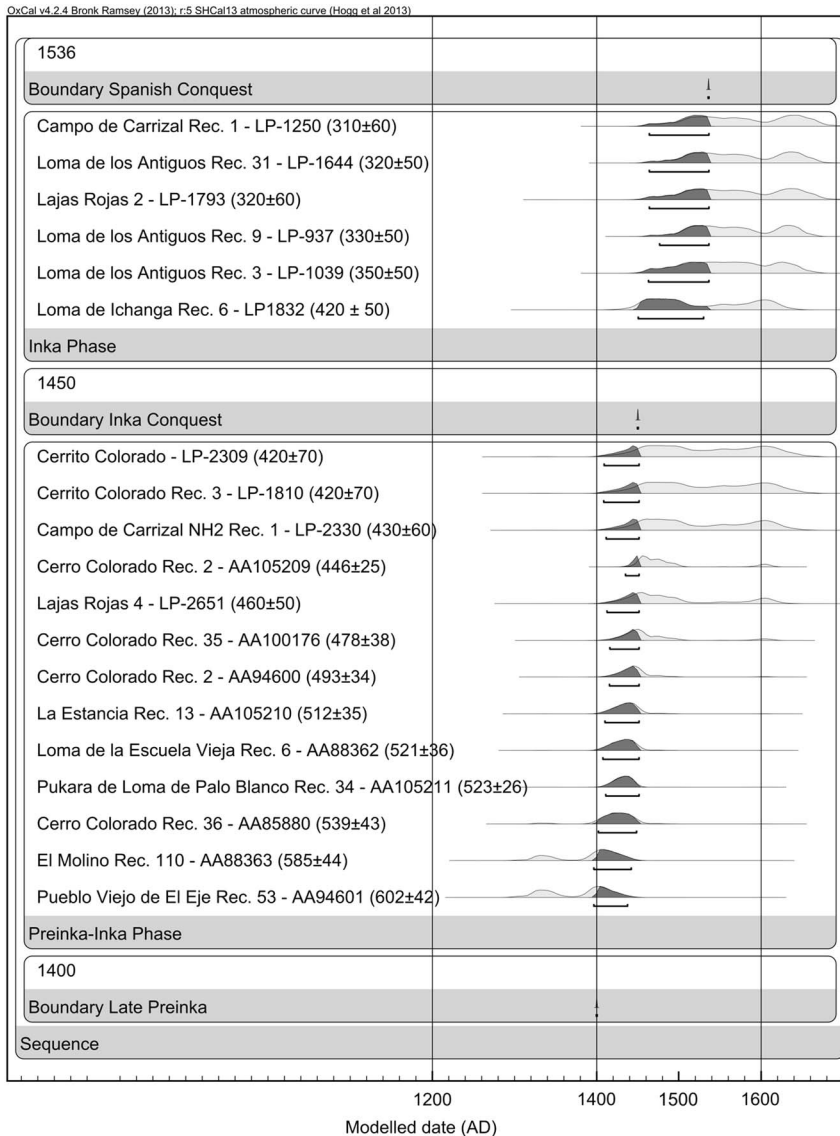 OxCal v4.2.4 Bronk Ramsey (2013); r:5 SHCal13 atmospheric curve (Hogg et al 2013)
1536
Boundary Spanish Conquest
Campo de Carrizal Rec. 1 - LP-1250 (310±60)
Loma de los Antiguos Rec. 31 - LP-1644 (320±50)
Lajas Rojas 2 - LP-1793 (320±60)
Loma de los Antiguos Rec. 9 - LP-937 (330±50)
Loma de los Antiguos Rec. 3 - LP-1039 (350±50)
Loma de Ichanga Rec. 6 - LP1832 (420 ± 50)
Inka Phase
1450
Boundary Inka Conquest
Cerrito Colorado - LP-2309 (420±70)
Cerrito Colorado Rec. 3 - LP-1810 (420±70)
Campo de Carrizal NH2 Rec. 1 - LP-2330 (430±60)
Cerro Colorado Rec. 2 - AA105209 (446±25)
Lajas Rojas 4 - LP-2651 (460±50)
Cerro Colorado Rec. 35 - AA100176 (478±38)
Cerro Colorado Rec. 2 - AA94600 (493±34)
La Estancia Rec. 13 - AA105210 (512±35)
Loma de la Escuela Vieja Rec. 6 - AA88362 (521±36)
Pukara de Loma de Palo Blanco Rec. 34 - AA105211 (523±26)
Cerro Colorado Rec. 36 - AA85880 (539±43)
El Molino Rec. 110 - AA88363 (585±44)
Pueblo Viejo de El Eje Rec. 53 - AA94601 (602±42)
Preinka-Inka Phase
1400
Boundary Late Preinka
Sequence
1200 1400 1500 1600
Modelled date (AD)